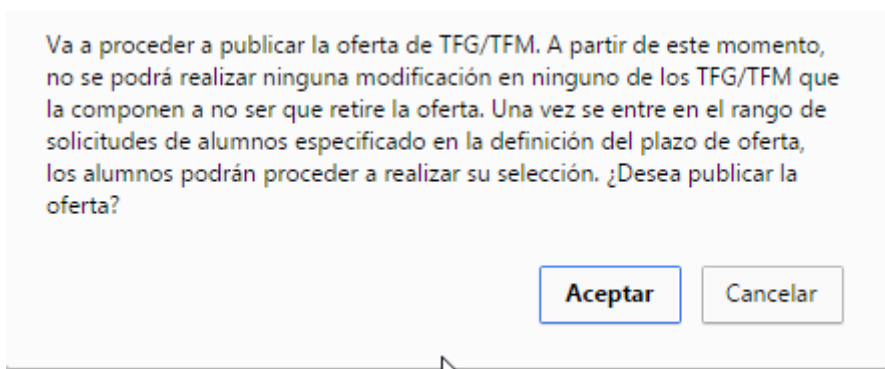 Va a proceder a publicar la oferta de TFG/TFM. A partir de este momento,
no se podrá realizar ninguna modificación en ninguno de los TFG/TFM que
la componen a no ser que retire la oferta. Una vez se entre en el rango de
solicitudes de alumnos especificado en la definición del plazo de oferta,
los alumnos podrán proceder a realizar su selección. ¿Desea publicar la
oferta?
Aceptar Cancelar